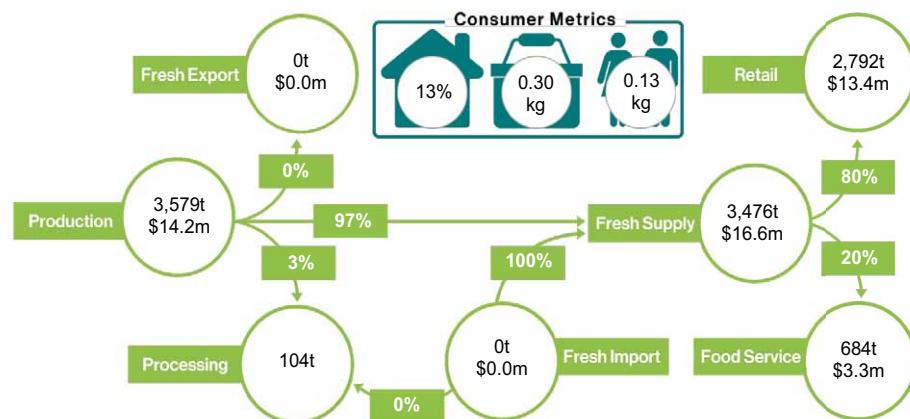 Consumer Metrics
Fresh Export
0t
$0.0m
13%
0.30
kg
0.13
kg
Retail
2,792t
$13.4m
0%
80%
Production
3,579t
$14.2m
97%
Fresh Supply
3,476t
$16.6m
3%
100%
20%
Processing
104t
0t
$0.0m
Fresh Import
Food Service
684t
$3.3m
0%